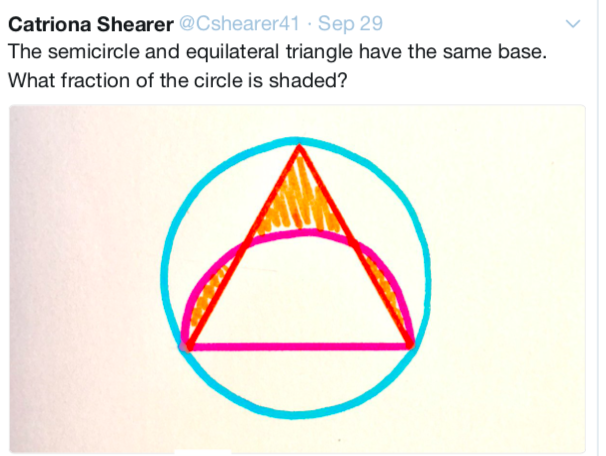 Catriona Shearer @Cshearer41 · Sep 29
The semicircle and equilateral triangle have the same base.
What fraction of the circle is shaded?